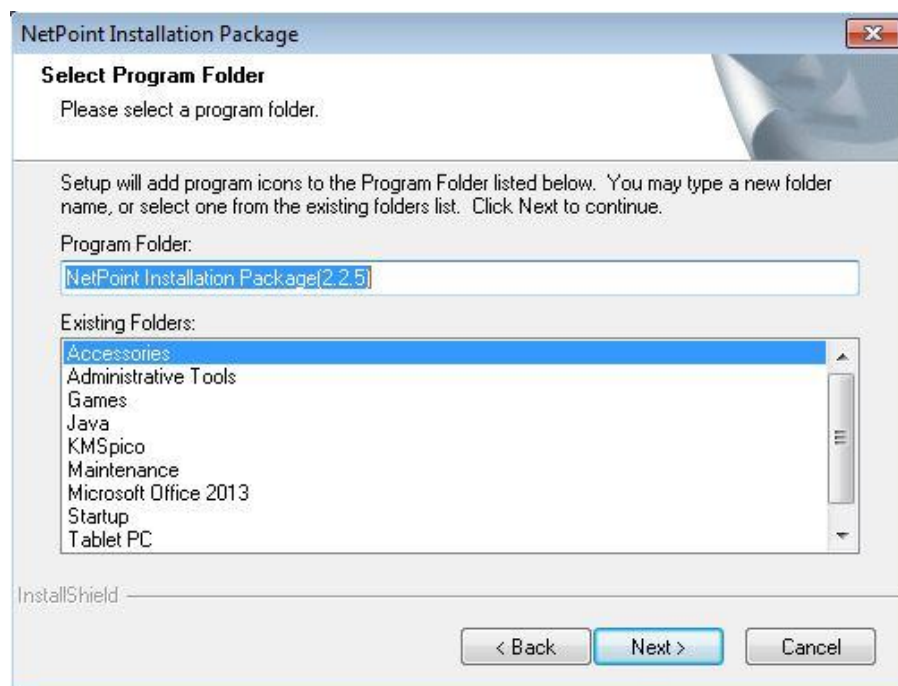 NetPoint Installation Package
Select Program Folder
Please select a program folder.
Setup will add program icons to the Program Folder listed below. You may type a new folder
name, or select one from the existing folders list. Click Next to continue.
Program Folder:
NetPoint Installation Package(2.2.5)
Existing Folders:
Accessories
Administrative Tools
Games
Java
KMSpico
Maintenance
Microsoft Office 2013
Startup
Tablet PC
InstallShield
< Back Next > Cancel